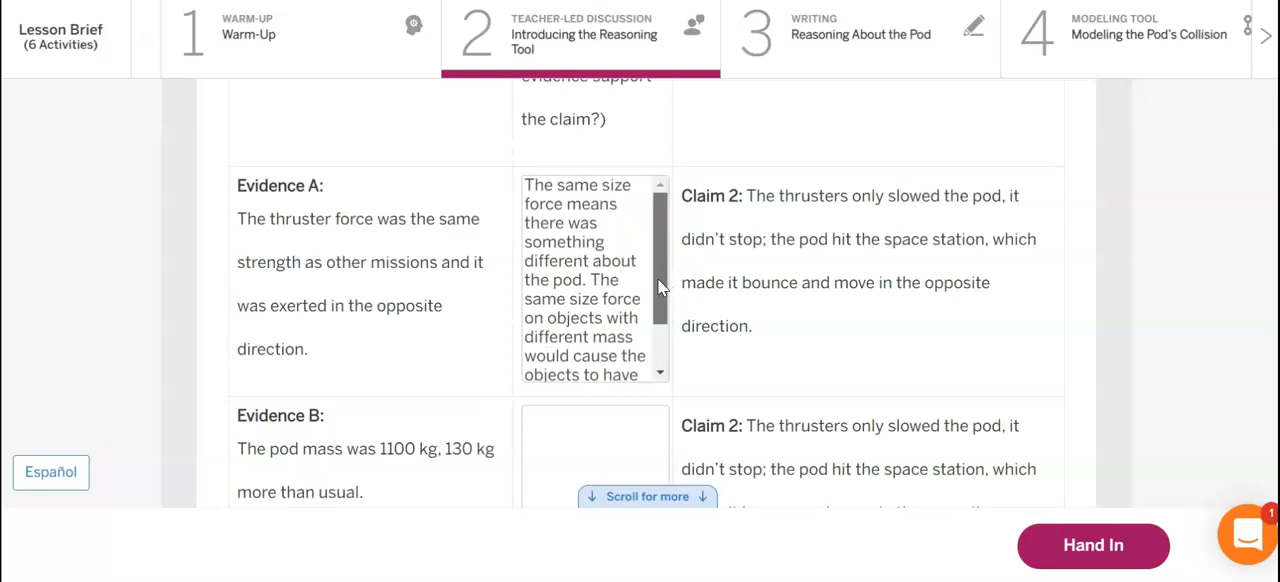 Lesson Brief
(6 Activities)
1
WARM-UP
Warm-Up
2
TEACHER-LED DISCUSSION
Introducing the Reasoning
Tool
3
WRITING
Reasoning About the Pod
4
MODELING TOOL
Modeling the Pod's Collision
evidence support
the claim?)
Evidence A:
The thruster force was the same
strength as other missions and it
was exerted in the opposite
direction.
The same size
force means
there was
something
different about
the pod. The
same size force
on objects with
different mass
would cause the
objects to have
Claim 2: The thrusters only slowed the pod, it
didn't stop; the pod hit the space station, which
made it bounce and move in the opposite
direction.
Evidence B:
The pod mass was 1100 kg, 130 kg
more than usual.
Claim 2: The thrusters only slowed the pod, it
didn't stop; the pod hit the space station, which
Scroll for more
Español
Hand In
1